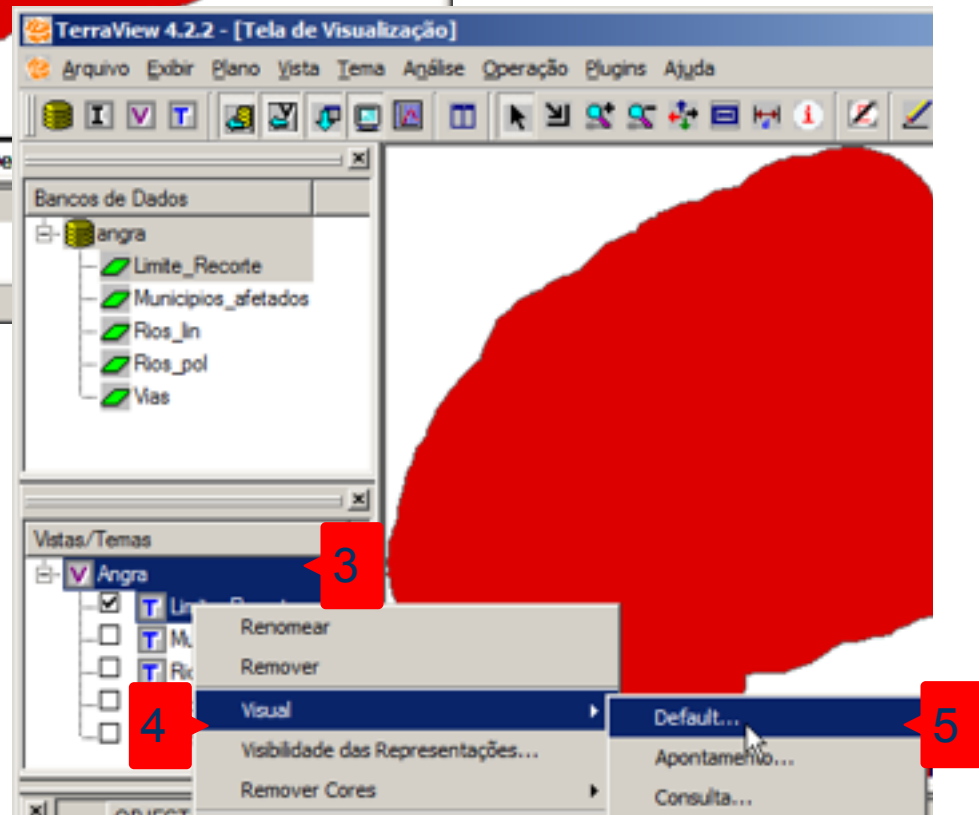 TerraView 4.2.2 - [Tela de Visualização]
Arquivo Exibir Plano Vista Tema Análise Operação Plugins Ajuda
I V T
Bancos de Dados
angra
Limite_Recorte
Municipios_afetados
Rios_lin
Rios_pol
Vias
Vistas/Temas
3
V Angra
T
T
T
Renomear
Remover
4
Visual
Visibilidade das Representações...
Remover Cores
Default...
5
Apontamento...
Consulta...